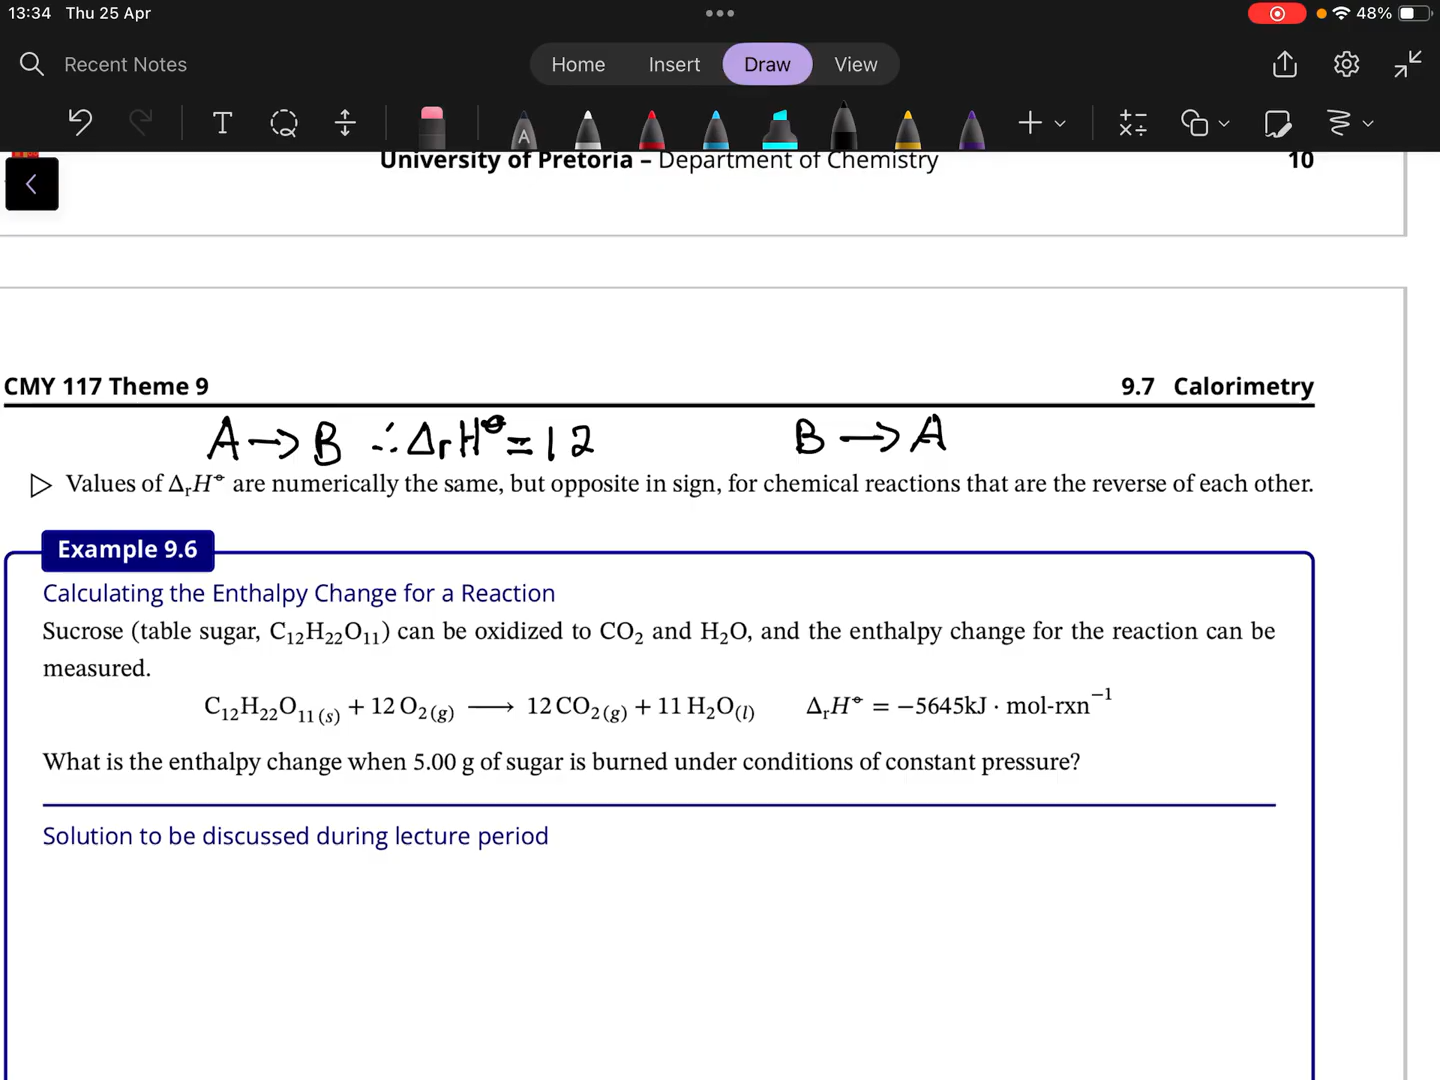 13:34 Thu 25 Apr 48%
Recent Notes Home Insert Draw View
T A
University of Pretoria – Department of Chemistry 10
CMY 117 Theme 9 9.7 Calorimetry
A → B ∴ ΔrH⦵ = 12 B → A
▷ Values of ΔrH⦵ are numerically the same, but opposite in sign, for chemical reactions that are the reverse of each other.
Example 9.6
Calculating the Enthalpy Change for a Reaction
Sucrose (table sugar, C₁₂H₂₂O₁₁) can be oxidized to CO₂ and H₂O, and the enthalpy change for the reaction can be
measured.
C₁₂H₂₂O₁₁(s) + 12 O₂(g) ⟶ 12 CO₂(g) + 11 H₂O(l) ΔrH⦵ = −5645kJ · mol-rxn⁻¹
What is the enthalpy change when 5.00 g of sugar is burned under conditions of constant pressure?
Solution to be discussed during lecture period